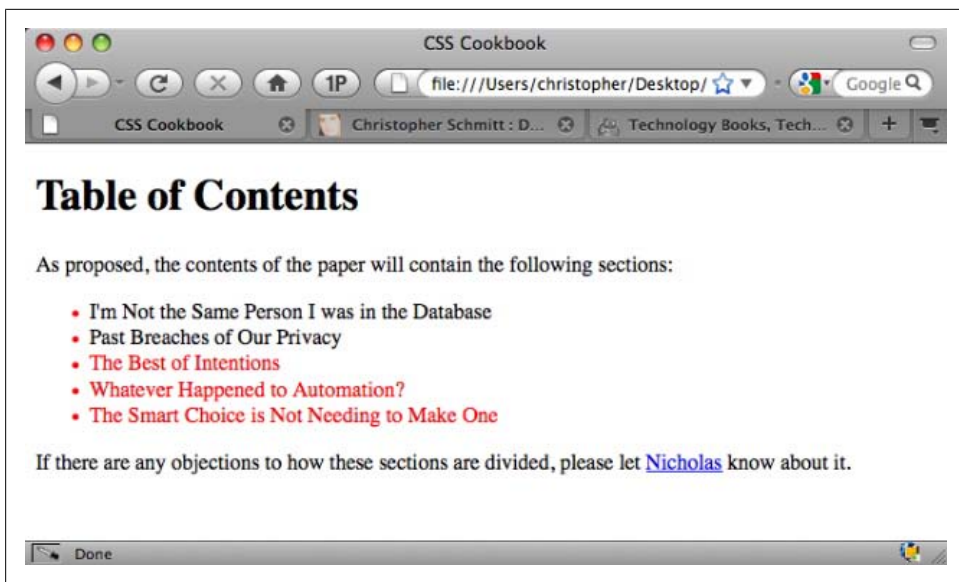 CSS Cookbook
1P
file:///Users/christopher/Desktop/
Google
CSS Cookbook
Christopher Schmitt : D...
Technology Books, Tech...
Table of Contents
As proposed, the contents of the paper will contain the following sections:
• I'm Not the Same Person I was in the Database
• Past Breaches of Our Privacy
• The Best of Intentions
• Whatever Happened to Automation?
• The Smart Choice is Not Needing to Make One
If there are any objections to how these sections are divided, please let Nicholas know about it.
Done